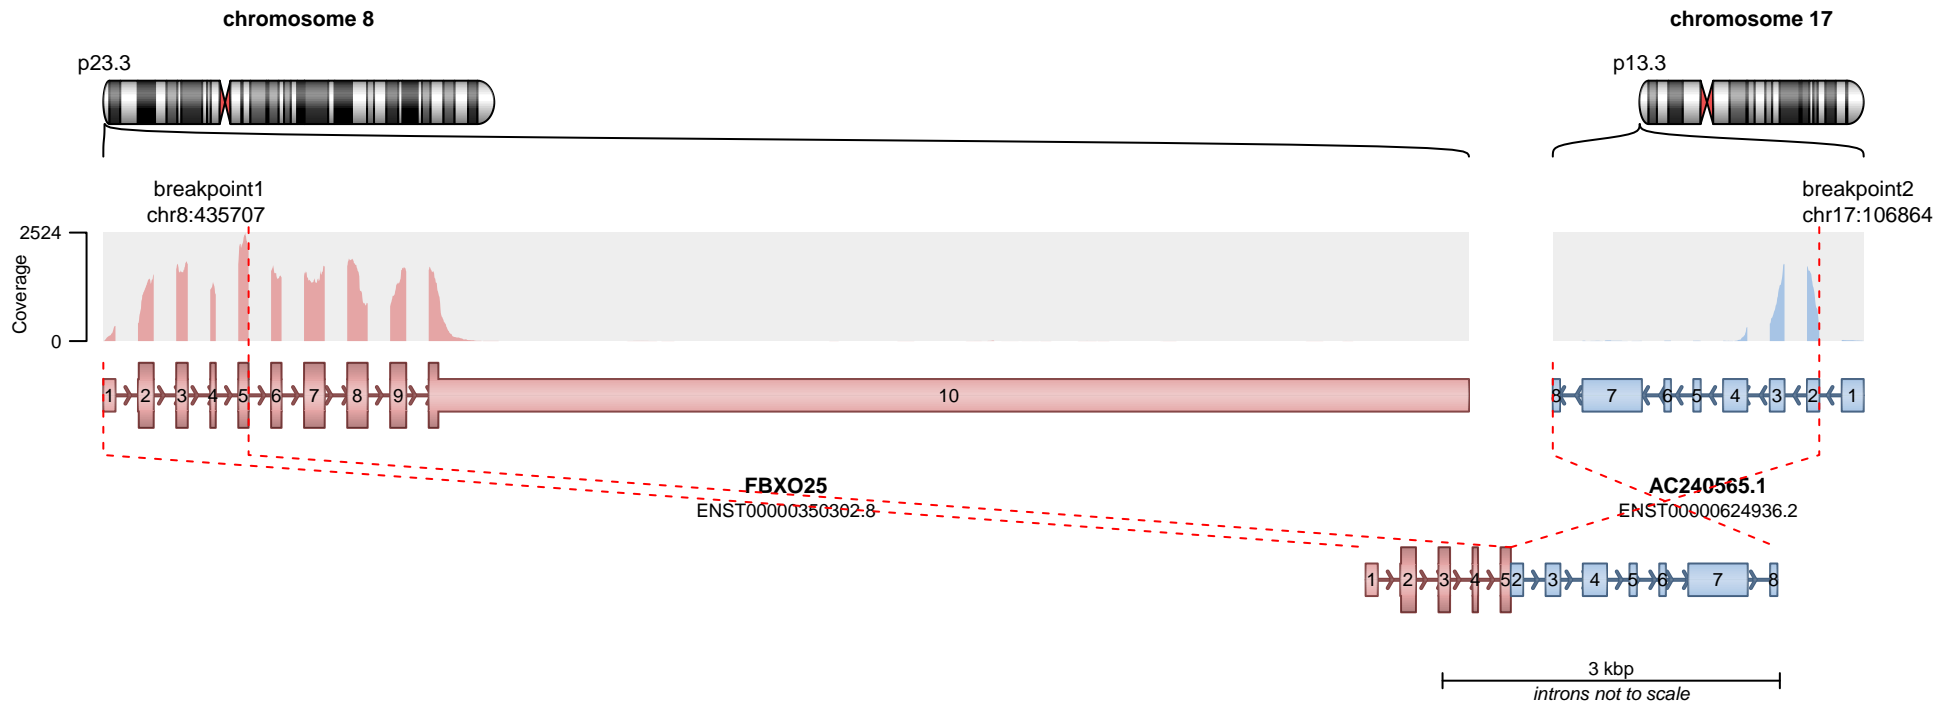 chromosome 8
chromosome 17
p23.3
p13.3
breakpoint1
chr8:435707
breakpoint2
chr17:106864
2524
Coverage
0
1 2 3 4 5 6 7 8 9 10
8 7 6 5 4 3 2 1
FBXO25
ENST00000350302.8
AC240565.1
ENST00000624936.2
1 2 3 4 5 2 3 4 5 6 7 8
3 kbp
introns not to scale